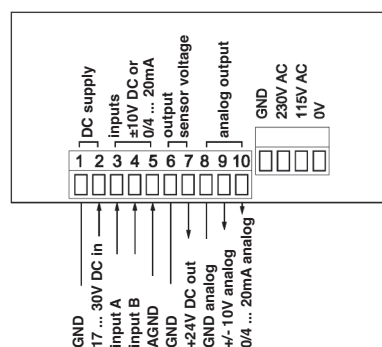 DC supply
inputs
±10V DC or
0/4 ... 20mA
output
sensor voltage
analog output
GND
230V AC
115V AC
0V
1 2 3 4 5 6 7 8 9 10
GND
17 ... 30V DC in
input A
input B
AGND
GND
+24V DC out
GND analog
+/- 10V analog
0/4 ... 20mA analog